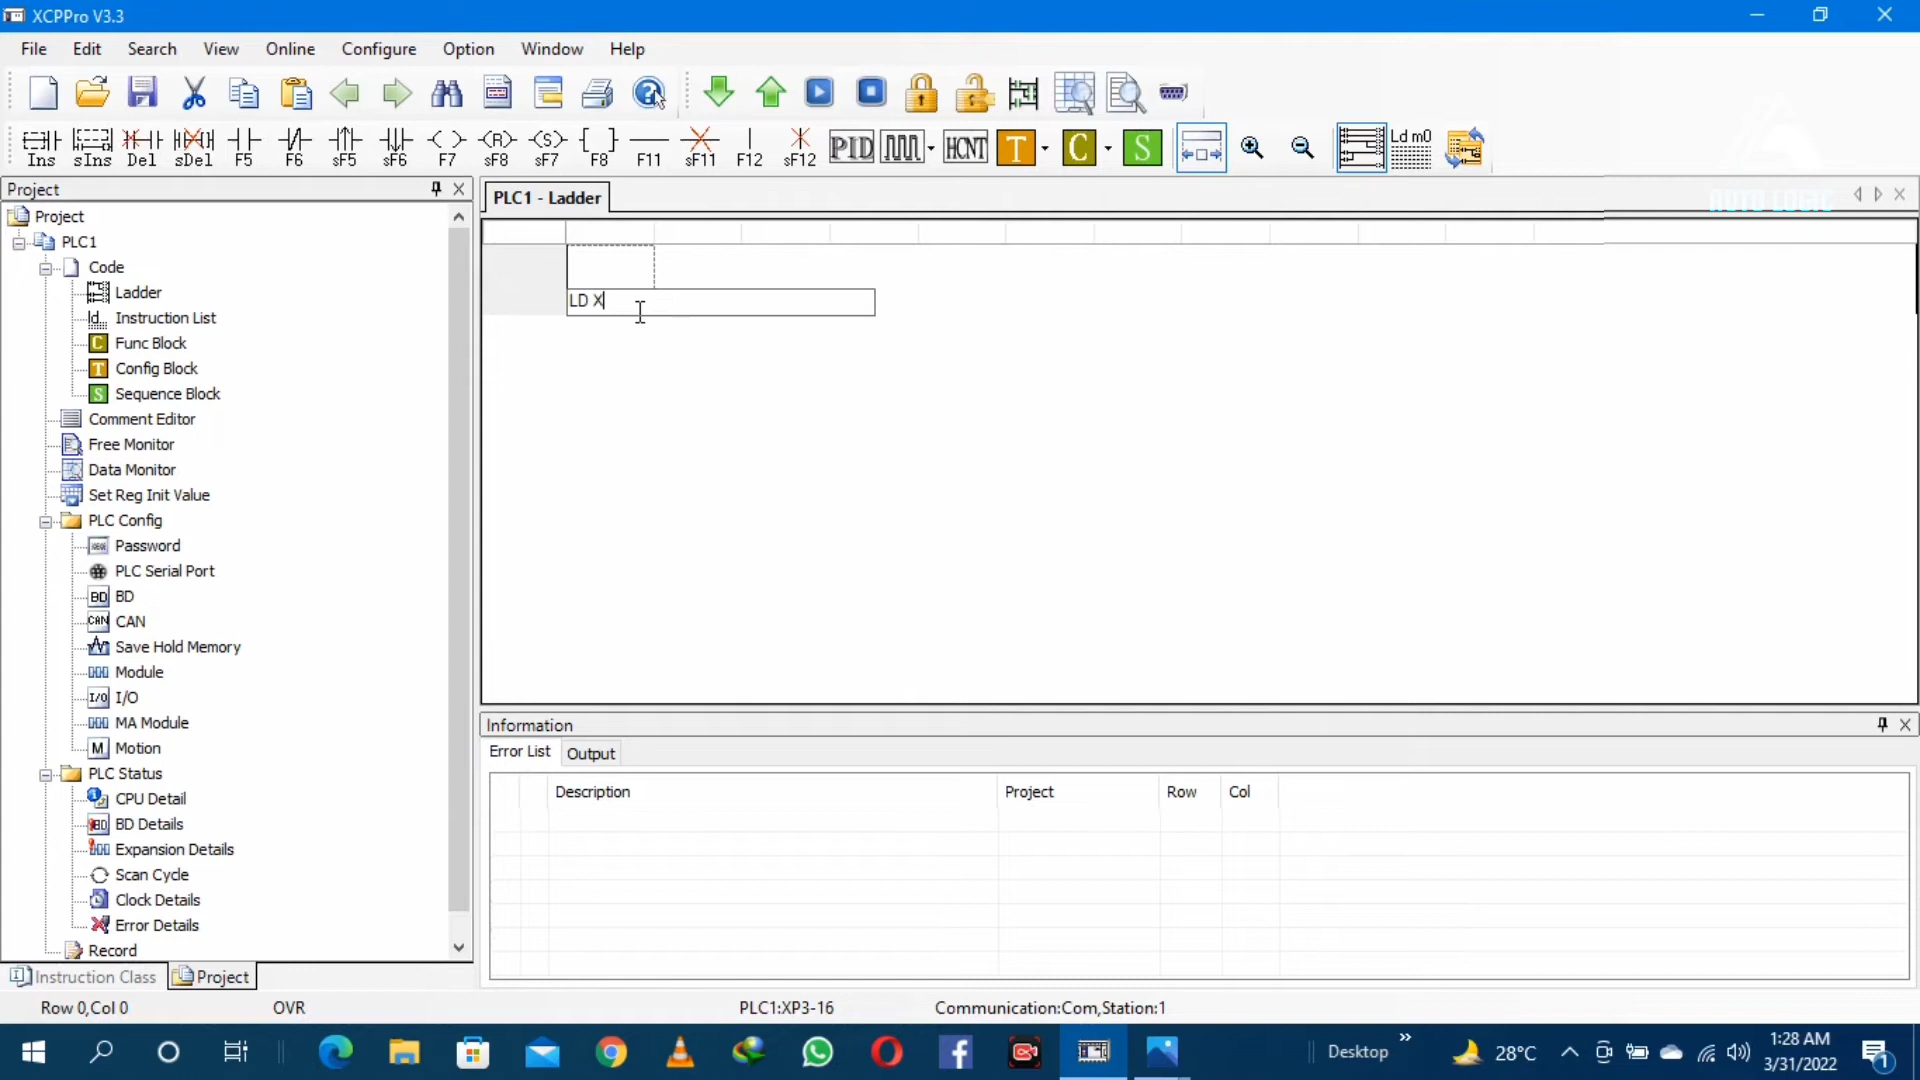 XCPPro V3.3
File Edit Search View Online Configure Option Window Help
Ins sIns Del sDel F5 F6 sF5 sF6 F7 sF8 sF7 F8 F11 sF11 F12 sF12 PID HCNT T C S Ld m0
Project
PLC1 - Ladder
AUTO LOGIC
Project
PLC1
Code
Ladder
Instruction List
Func Block
Config Block
Sequence Block
Comment Editor
Free Monitor
Data Monitor
Set Reg Init Value
PLC Config
Password
PLC Serial Port
BD
CAN
Save Hold Memory
Module
I/O
MA Module
Motion
PLC Status
CPU Detail
BD Details
Expansion Details
Scan Cycle
Clock Details
Error Details
Record
Instruction Class Project
LD X
Information
Error List Output
Description Project Row Col
Row 0,Col 0 OVR PLC1:XP3-16 Communication:Com,Station:1
Desktop 28°C 1:28 AM
3/31/2022 1